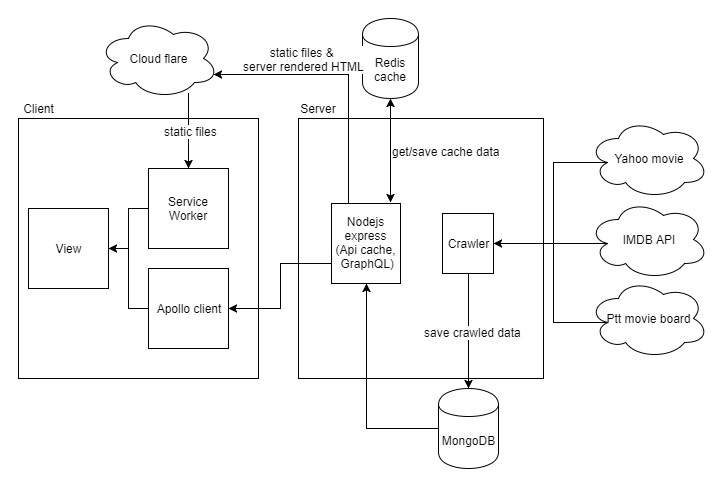 Cloud flare
static files &
server rendered HTML
Redis
cache
Client
Server
static files
get/save cache data
Yahoo movie
Service
Worker
View
Nodejs
express
(Api cache,
GraphQL)
Crawler
IMDB API
Apollo client
Ptt movie board
save crawled data
MongoDB